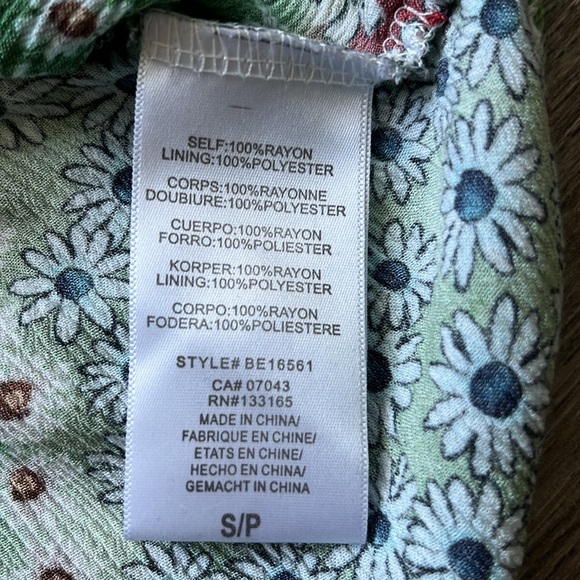 SELF:100%RAYON
LINING:100%POLYESTER
CORPS:100%RAYONNE
DOUBIURE:100%POLYESTER
CUERPO:100%RAYON
FORRO:100%POLYESTER
KORPER:100%RAYON
LINING:100%POLYESTER
CORPO:100%RAYON
FODERA:100%POLIESTERE
STYLE# BE16561
CA# 07043
RN#133165
MADE IN CHINA/
FABRIQUE EN CHINE/
ETATS EN CHINE/
HECHO EN CHINA/
GEMACHT IN CHINA
S/P